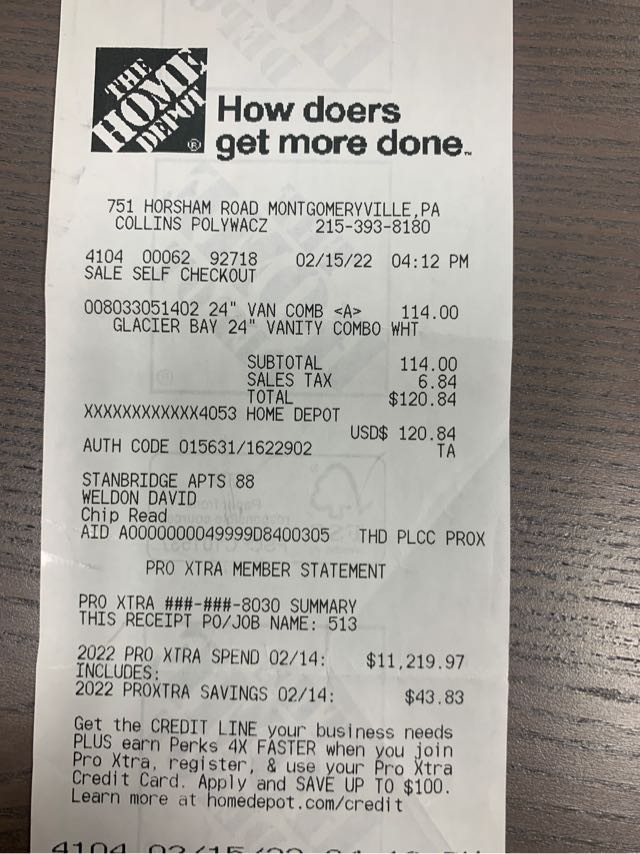 THE
HOME
DEPOT
®
How doers
get more done.™
751 HORSHAM ROAD MONTGOMERYVILLE,PA
COLLINS POLYWACZ 215-393-8180
4104 00062 92718 02/15/22 04:12 PM
SALE SELF CHECKOUT
008033051402 24" VAN COMB <A> 114.00
GLACIER BAY 24" VANITY COMBO WHT
SUBTOTAL 114.00
SALES TAX 6.84
TOTAL $120.84
XXXXXXXXXXXX4053 HOME DEPOT
USD$ 120.84
AUTH CODE 015631/1622902 TA
STANBRIDGE APTS 88
WELDON DAVID
Chip Read
AID A0000000049999D8400305 THD PLCC PROX
PRO XTRA MEMBER STATEMENT
PRO XTRA ###-###-8030 SUMMARY
THIS RECEIPT PO/JOB NAME: 513
2022 PRO XTRA SPEND 02/14: $11,219.97
INCLUDES:
2022 PROXTRA SAVINGS 02/14: $43.83
Get the CREDIT LINE your business needs
PLUS earn Perks 4X FASTER when you join
Pro Xtra, register, & use your Pro Xtra
Credit Card. Apply and SAVE UP TO $100.
Learn more at homedepot.com/credit
4104 02/15/22